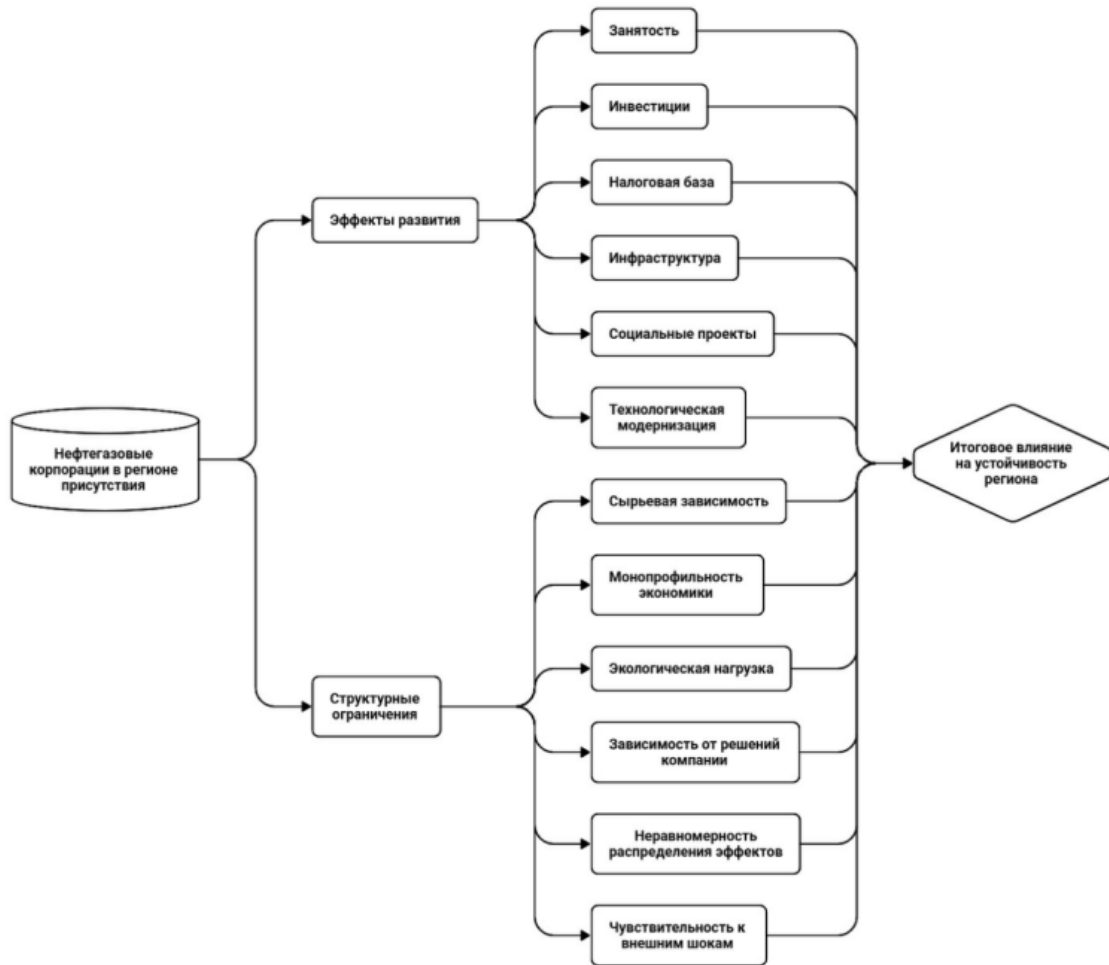 Занятость
Инвестиции
Налоговая база
Эффекты развития
Инфраструктура
Социальные проекты
Технологическая
модернизация
Нефтегазовые
корпорации в регионе
присутствия
Итоговое влияние
на устойчивость
региона
Сырьевая зависимость
Монопрофильность
экономики
Экологическая нагрузка
Структурные
ограничения
Зависимость от решений
компании
Неравномерность
распределения эффектов
Чувствительность к
внешним шокам